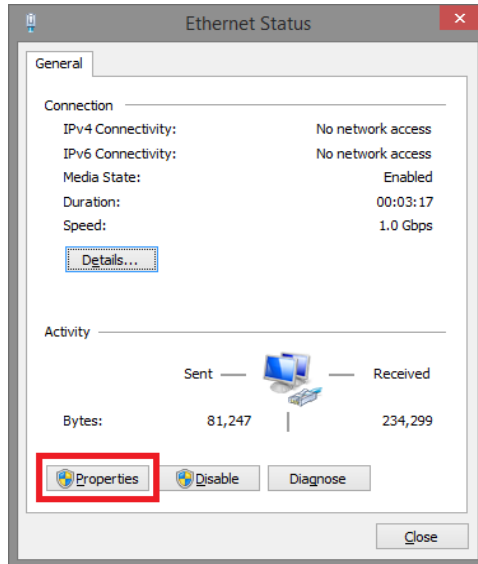 Ethernet Status
General
Connection
IPv4 Connectivity: No network access
IPv6 Connectivity: No network access
Media State: Enabled
Duration: 00:03:17
Speed: 1.0 Gbps
Details...
Activity
Sent Received
Bytes: 81,247 234,299
Properties Disable Diagnose
Close